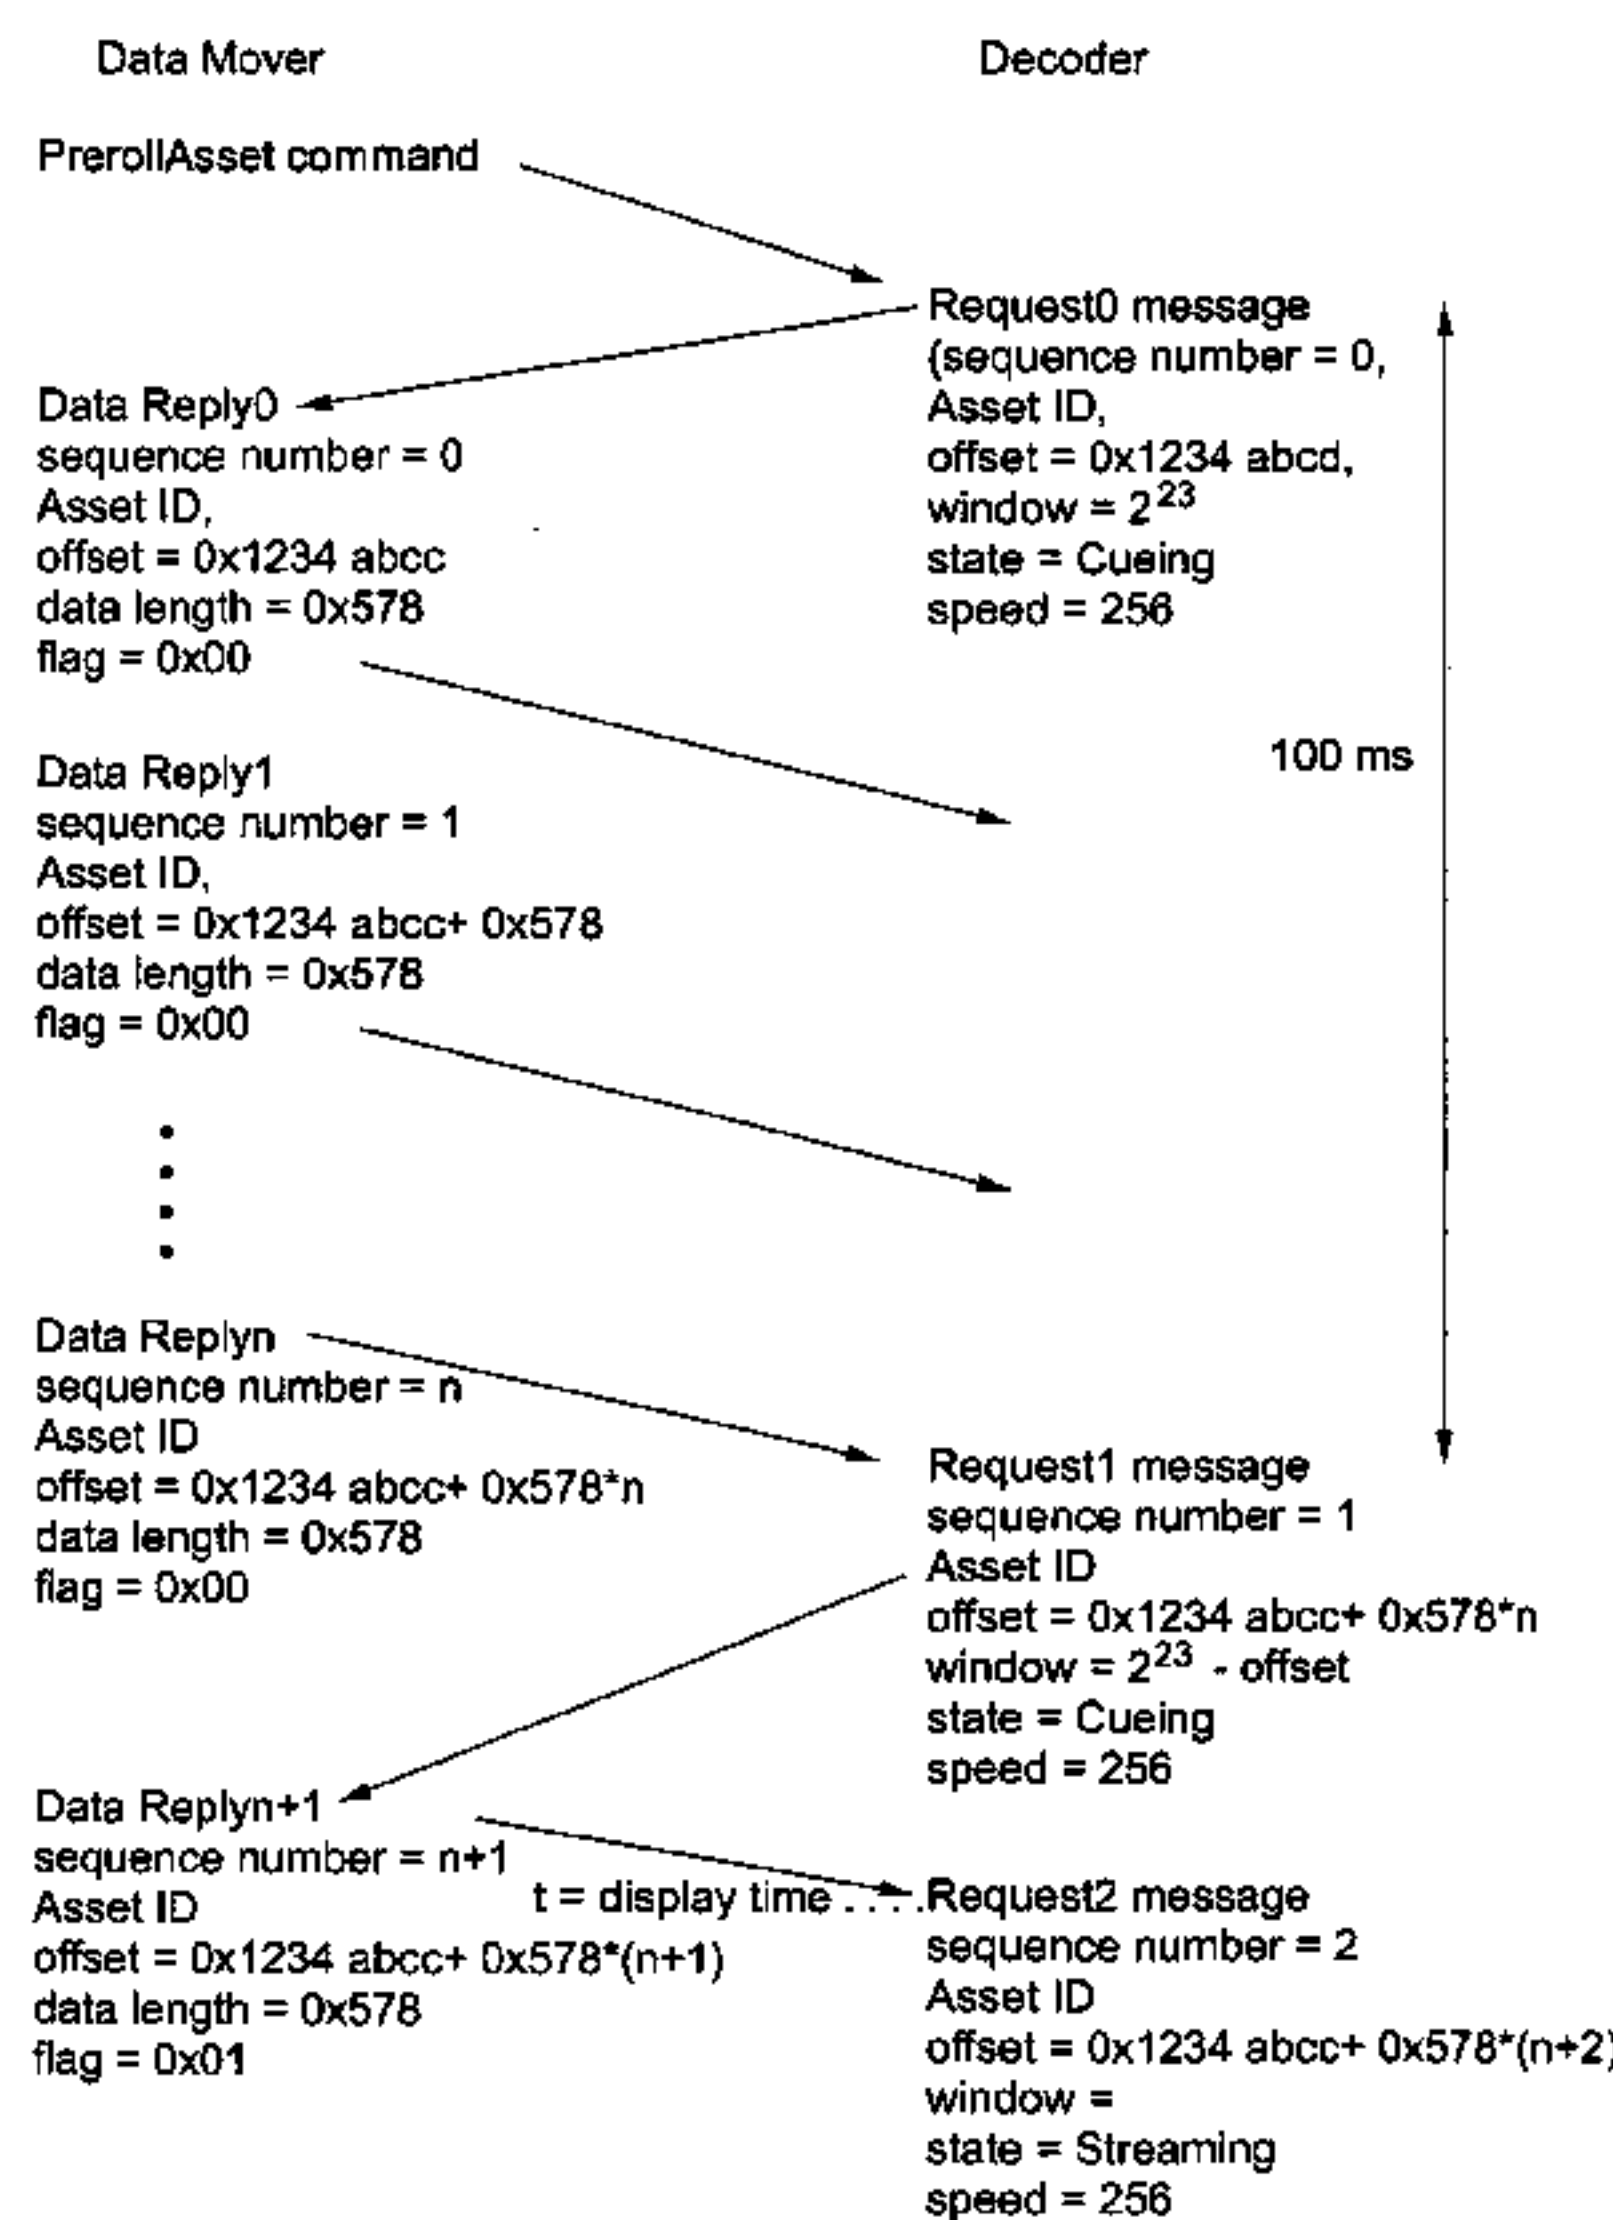 Data Mover
Decoder
PrerollAsset command
Request0 message
(sequence number = 0,
Asset ID,
offset = 0x1234 abcd,
window = 2^23
state = Cueing
speed = 256
Data Reply0
sequence number = 0
Asset ID,
offset = 0x1234 abcc
data length = 0x578
flag = 0x00
100 ms
Data Reply1
sequence number = 1
Asset ID,
offset = 0x1234 abcc+ 0x578
data length = 0x578
flag = 0x00
Data Replyn
sequence number = n
Asset ID
offset = 0x1234 abcc+ 0x578*n
data length = 0x578
flag = 0x00
Request1 message
sequence number = 1
Asset ID
offset = 0x1234 abcc+ 0x578*n
window = 2^23 - offset
state = Cueing
speed = 256
Data Replyn+1
sequence number = n+1
Asset ID
offset = 0x1234 abcc+ 0x578*(n+1)
data length = 0x578
flag = 0x01
t = display time . . . .
Request2 message
sequence number = 2
Asset ID
offset = 0x1234 abcc+ 0x578*(n+2)
window =
state = Streaming
speed = 256